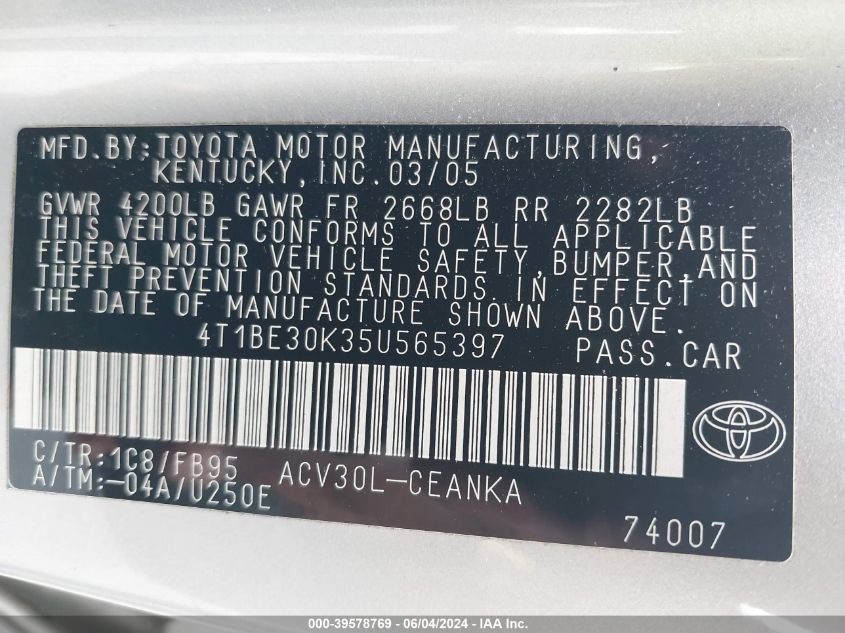 MFD.BY:TOYOTA MOTOR MANUFACTURING,
KENTUCKY,INC.03/05
GVWR 4200LB GAWR FR 2668LB RR 2282LB
THIS VEHICLE CONFORMS TO ALL APPLICABLE
FEDERAL MOTOR VEHICLE SAFETY,BUMPER,AND
THEFT PREVENTION STANDARDS IN EFFECT ON
THE DATE OF MANUFACTURE SHOWN ABOVE.
4T1BE30K35U565397 PASS.CAR
C/TR:1C8/FB95 ACV30L-CEANKA
A/TM:-04A/U250E
74007
000-39578769 - 06/04/2024 - IAA Inc.